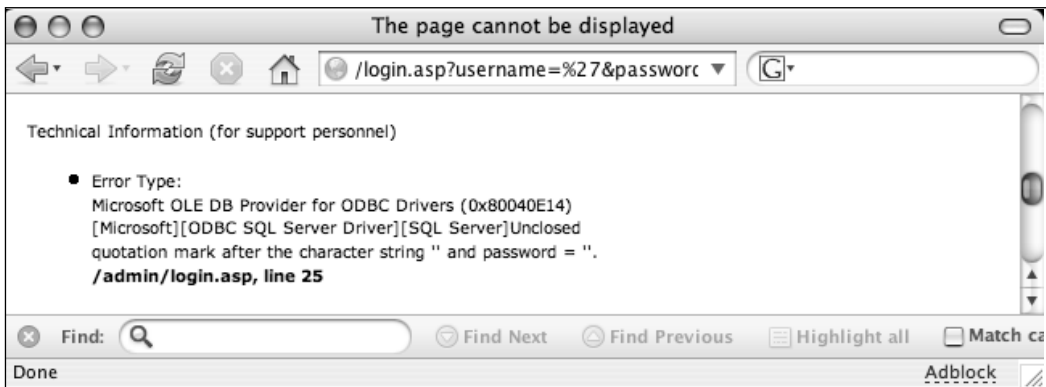 The page cannot be displayed
/login.asp?username=%27&password
G
Technical Information (for support personnel)
• Error Type:
Microsoft OLE DB Provider for ODBC Drivers (0x80040E14)
[Microsoft][ODBC SQL Server Driver][SQL Server]Unclosed
quotation mark after the character string '' and password = ''.
/admin/login.asp, line 25
Find: Find Next Find Previous Highlight all Match ca
Done Adblock